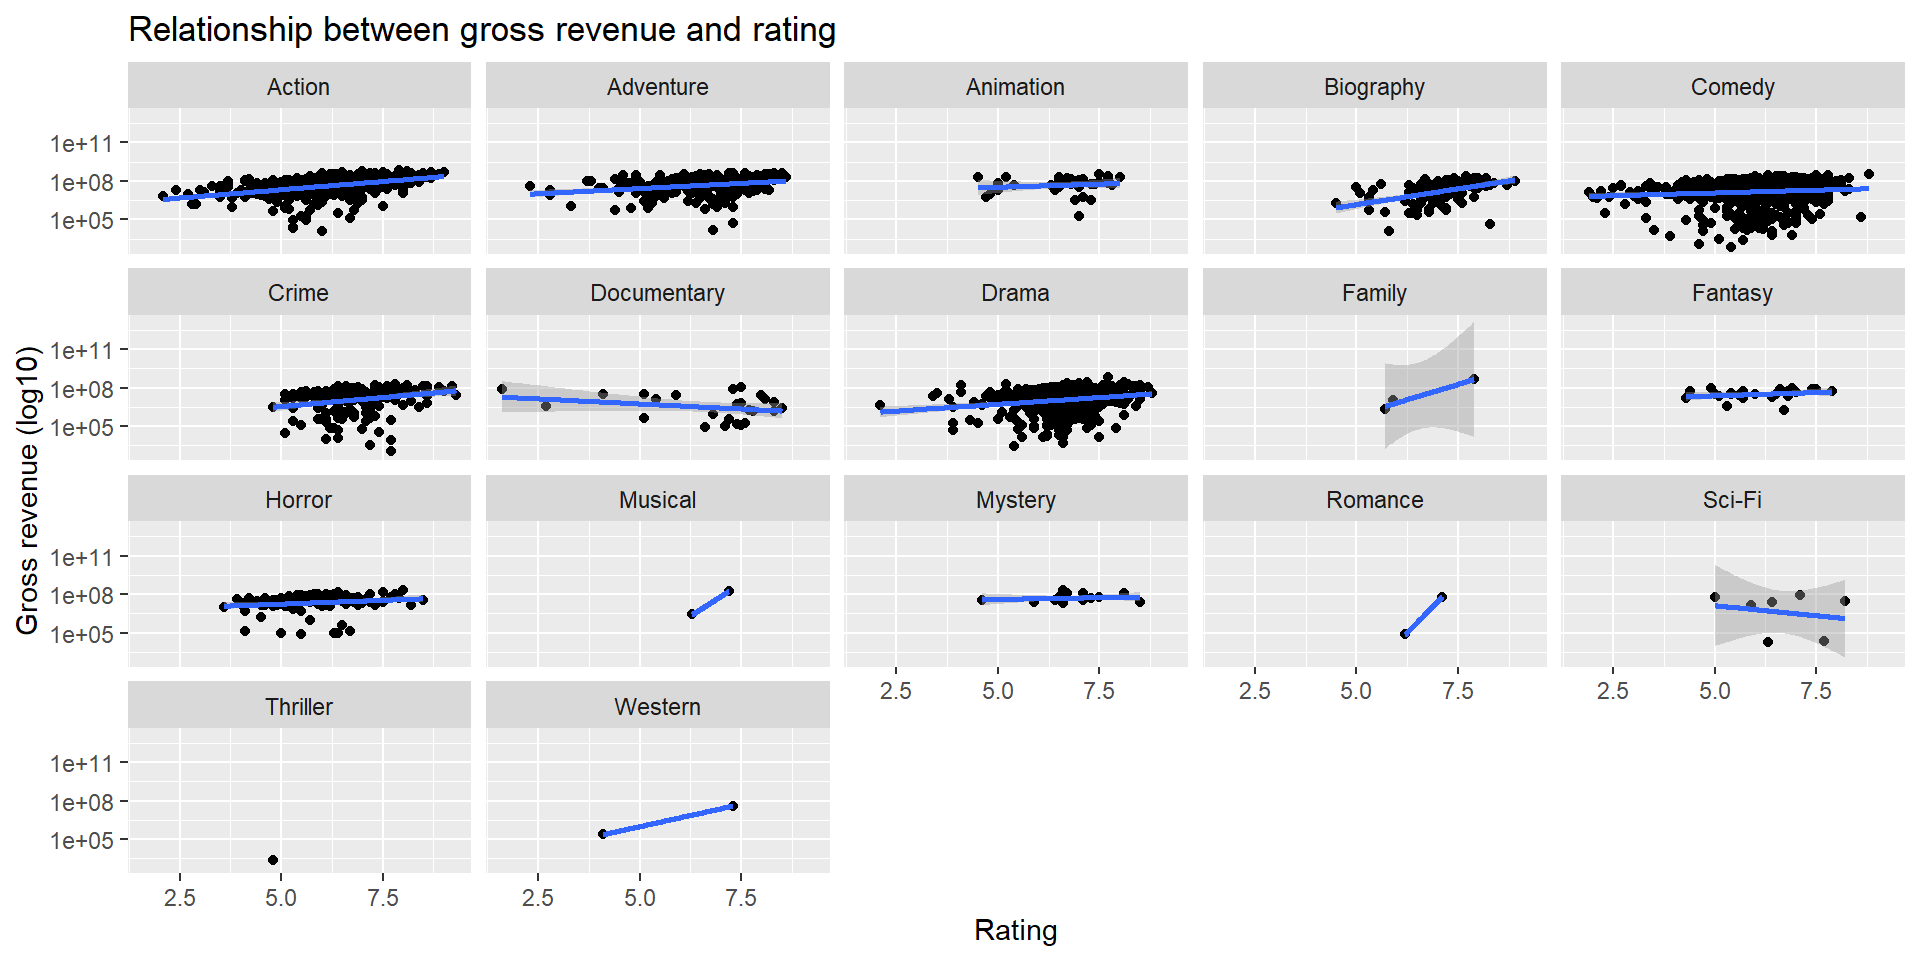 Relationship between gross revenue and rating
Action Adventure Animation Biography Comedy
1e+11
1e+08
1e+05
Crime Documentary Drama Family Fantasy
1e+11
1e+08
1e+05
Gross revenue (log10)
Horror Musical Mystery Romance Sci-Fi
1e+11
1e+08
1e+05
2.5 5.0 7.5 2.5 5.0 7.5 2.5 5.0 7.5
Thriller Western
1e+11
1e+08
1e+05
2.5 5.0 7.5 2.5 5.0 7.5
Rating